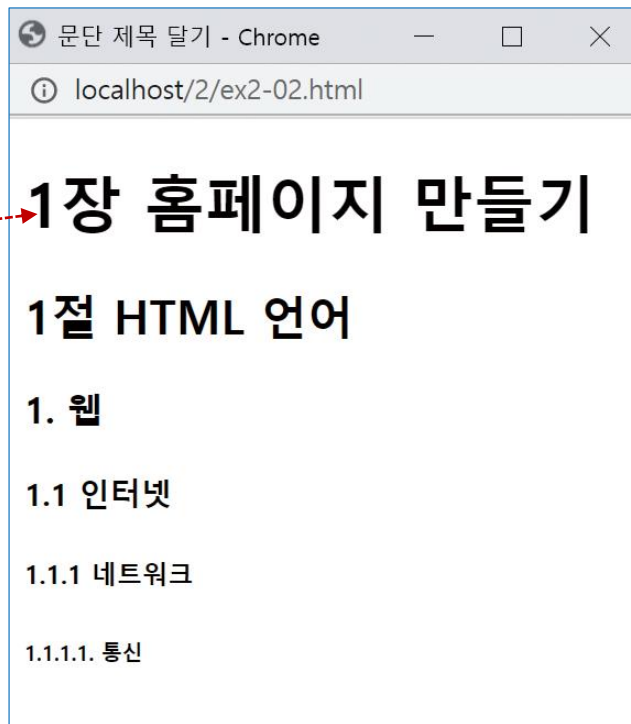 문단 제목 달기 - Chrome
localhost/2/ex2-02.html
1장 홈페이지 만들기
1절 HTML 언어
1. 웹
1.1 인터넷
1.1.1 네트워크
1.1.1.1. 통신